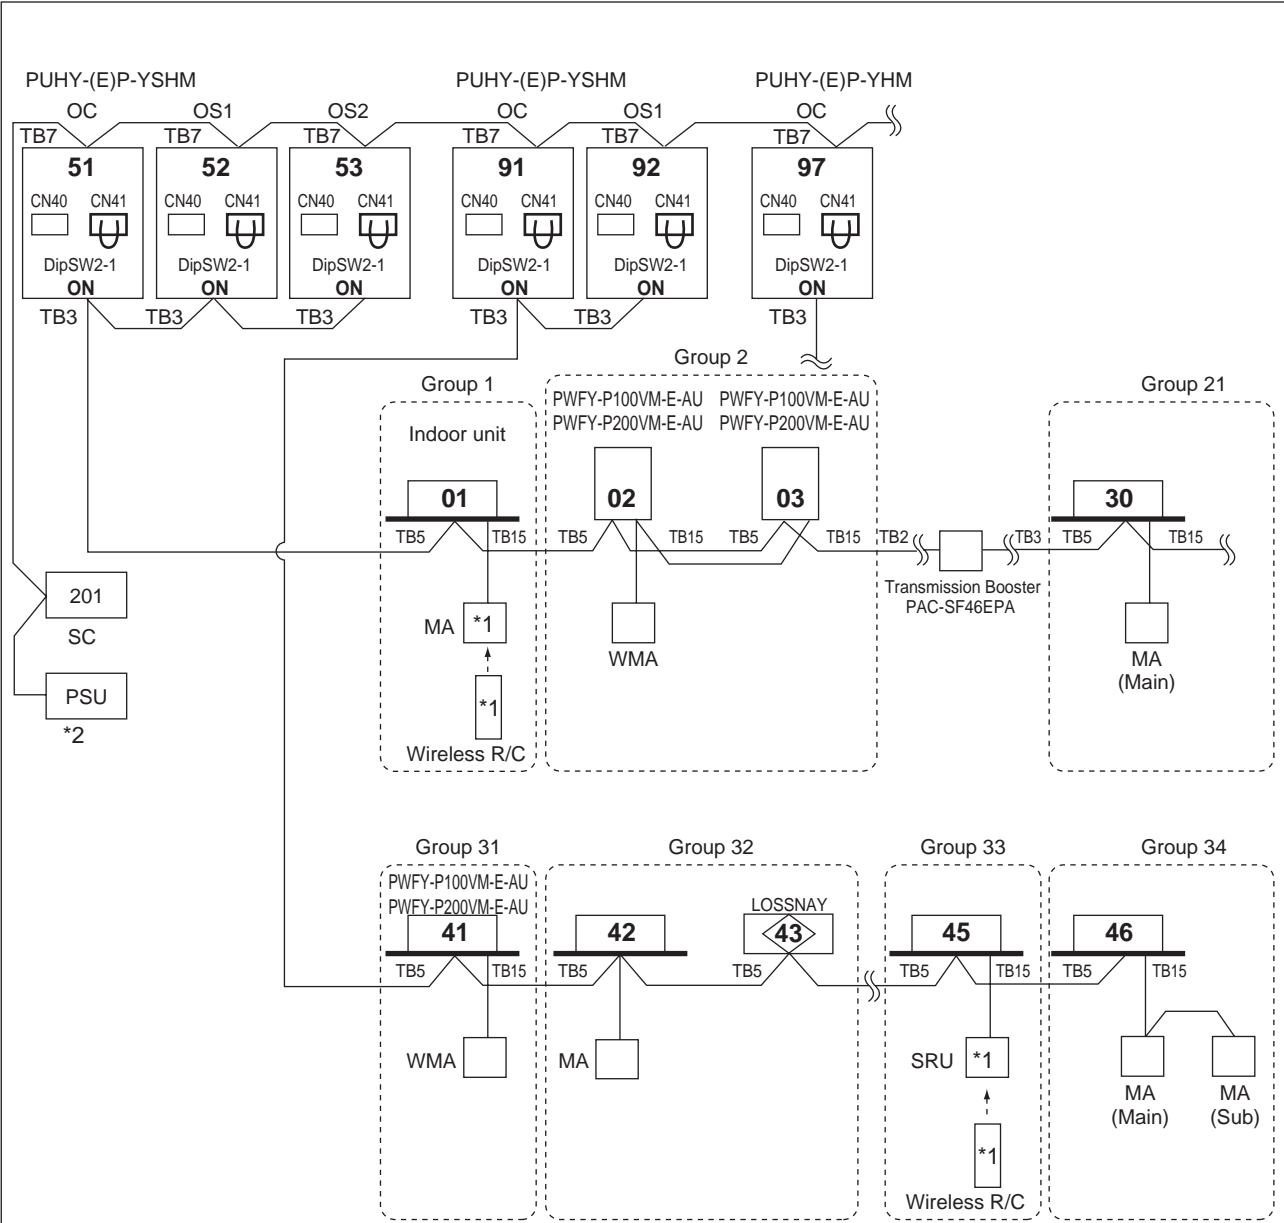 PUHY-(E)P-YSHM PUHY-(E)P-YSHM PUHY-(E)P-YHM
OC OS1 OS2 OC OS1 OC
TB7 TB7 TB7 TB7 TB7 TB7
51 52 53 91 92 97
CN40 CN41 CN40 CN41 CN40 CN41 CN40 CN41 CN40 CN41 CN40 CN41
DipSW2-1 DipSW2-1 DipSW2-1 DipSW2-1 DipSW2-1 DipSW2-1
ON ON ON ON ON ON
TB3 TB3 TB3 TB3 TB3 TB3
Group 1 Group 2 Group 21
PWFY-P100VM-E-AU PWFY-P100VM-E-AU
PWFY-P200VM-E-AU PWFY-P200VM-E-AU
Indoor unit
01 02 03 30
TB5 TB15 TB5 TB15 TB5 TB15 TB2 TB3 TB5 TB15
Transmission Booster
PAC-SF46EPA
201
SC
MA *1
WMA
MA
(Main)
PSU
*2
*1
Wireless R/C
Group 31 Group 32 Group 33 Group 34
PWFY-P100VM-E-AU
PWFY-P200VM-E-AU
LOSSNAY
41 42 43 45 46
TB5 TB15 TB5 TB5 TB5 TB15 TB5 TB15
WMA MA SRU *1
MA
(Main)
MA
(Sub)
*1
Wireless R/C